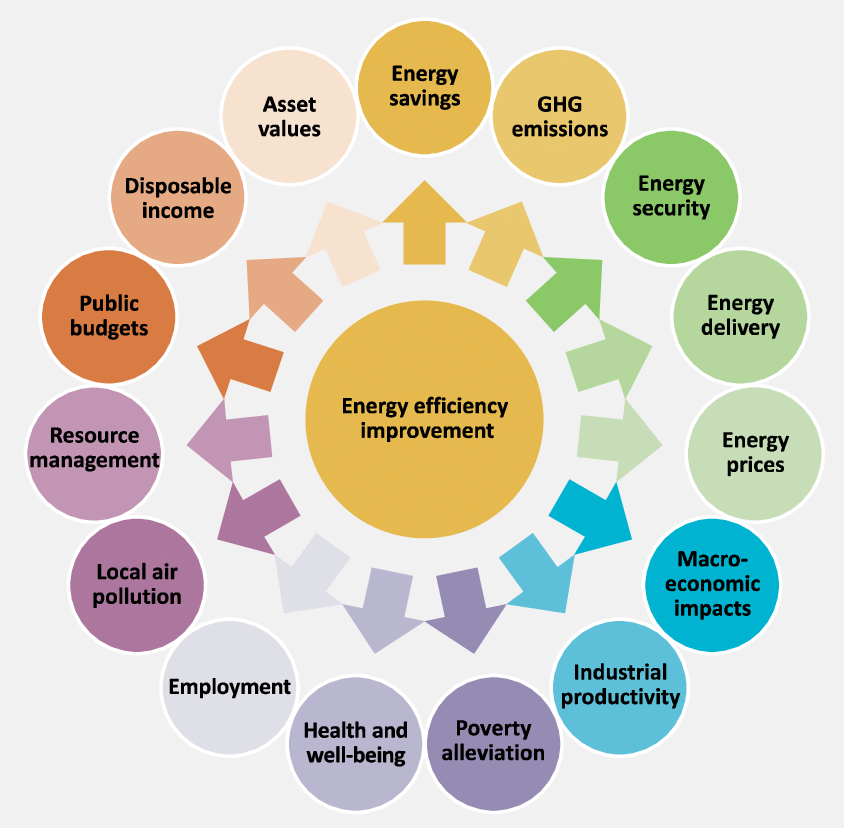 Energy
savings
GHG
emissions
Energy
security
Energy
delivery
Energy
prices
Macro-
economic
impacts
Industrial
productivity
Poverty
alleviation
Health and
well-being
Employment
Local air
pollution
Resource
management
Public
budgets
Disposable
income
Asset
values
Energy efficiency
improvement